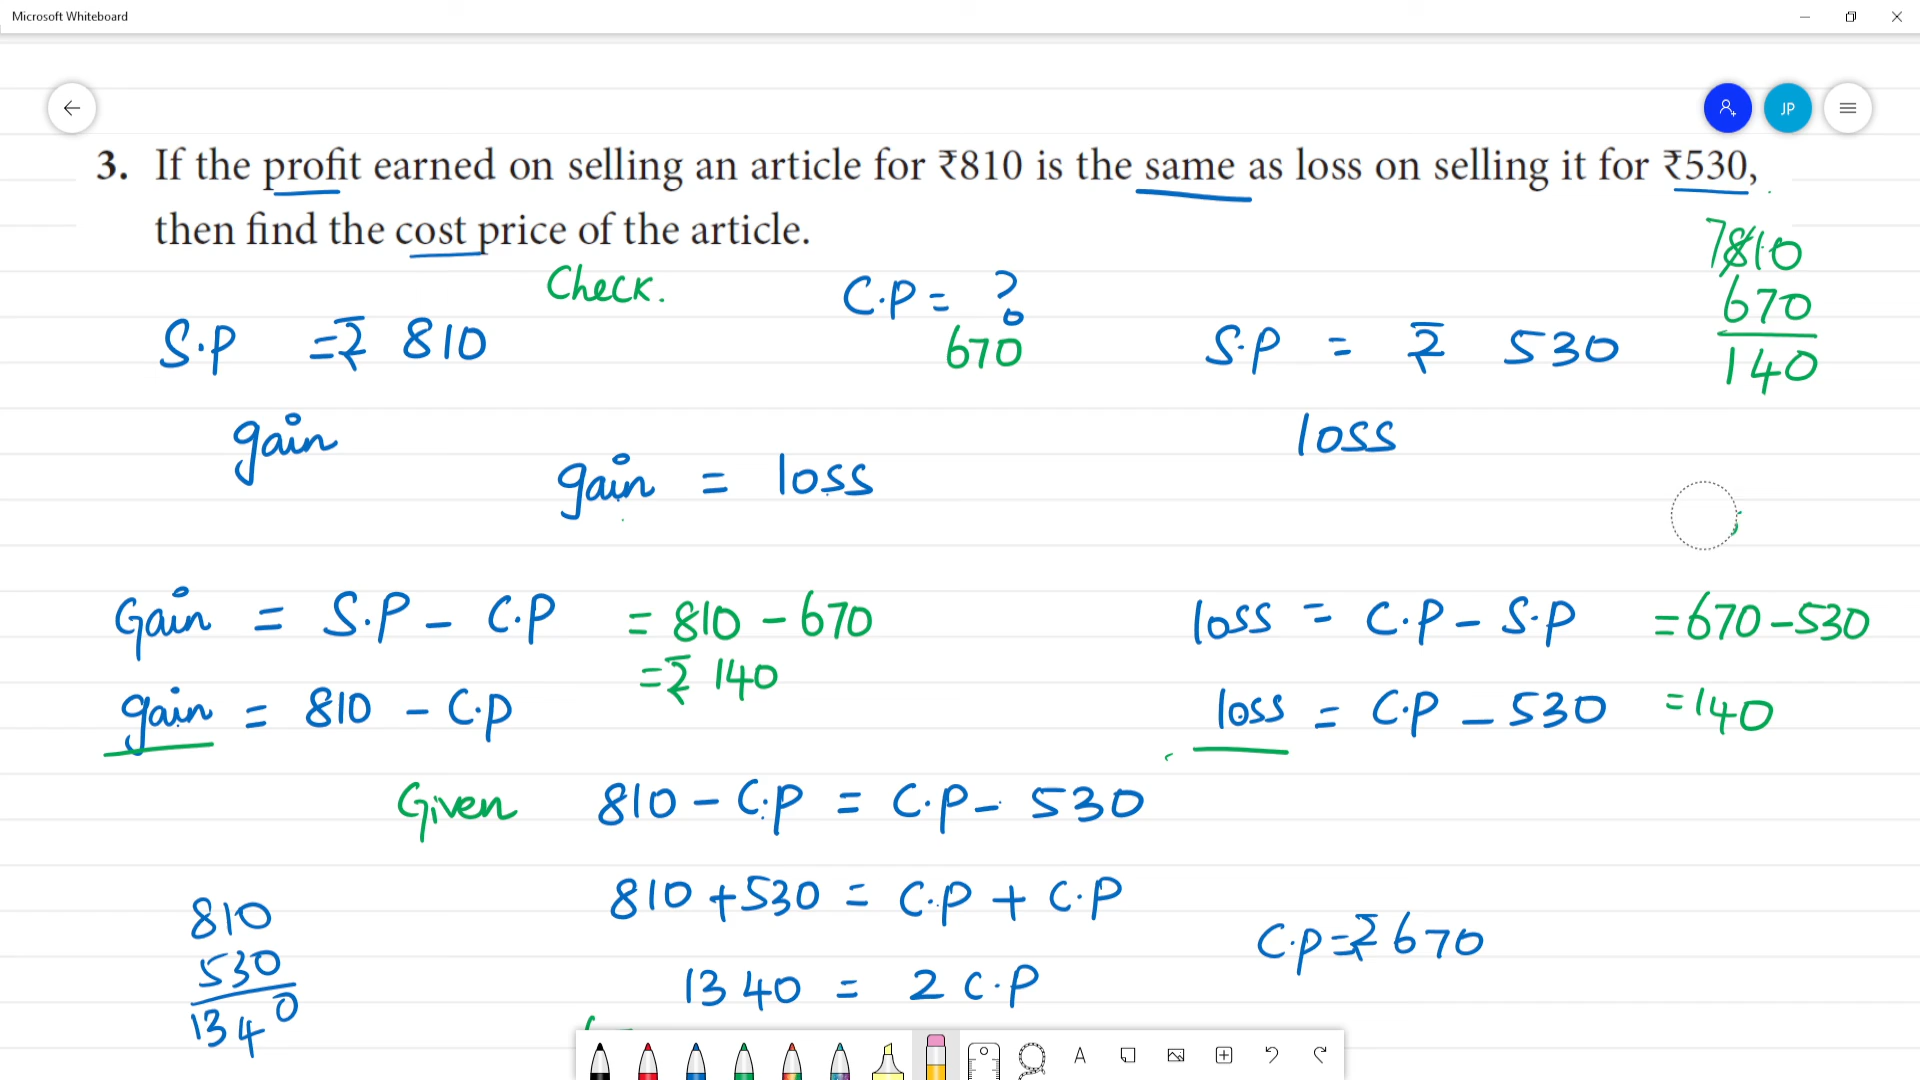 Microsoft Whiteboard
JP
3. If the profit earned on selling an article for ₹810 is the same as loss on selling it for ₹530,
then find the cost price of the article.
Check.
C.P = ?
670
S.P = ₹ 810
S.P = ₹ 530
7810
670
140
gain
loss
gain = loss
Gain = S.P - C.P = 810 - 670
= ₹ 140
loss = C.P - S.P = 670 - 530
gain = 810 - C.P
loss = C.P - 530 = 140
Given 810 - C.P = C.P - 530
810 + 530 = C.P + C.P
810
530
1340
1340 = 2 C.P
C.P = ₹ 670
A